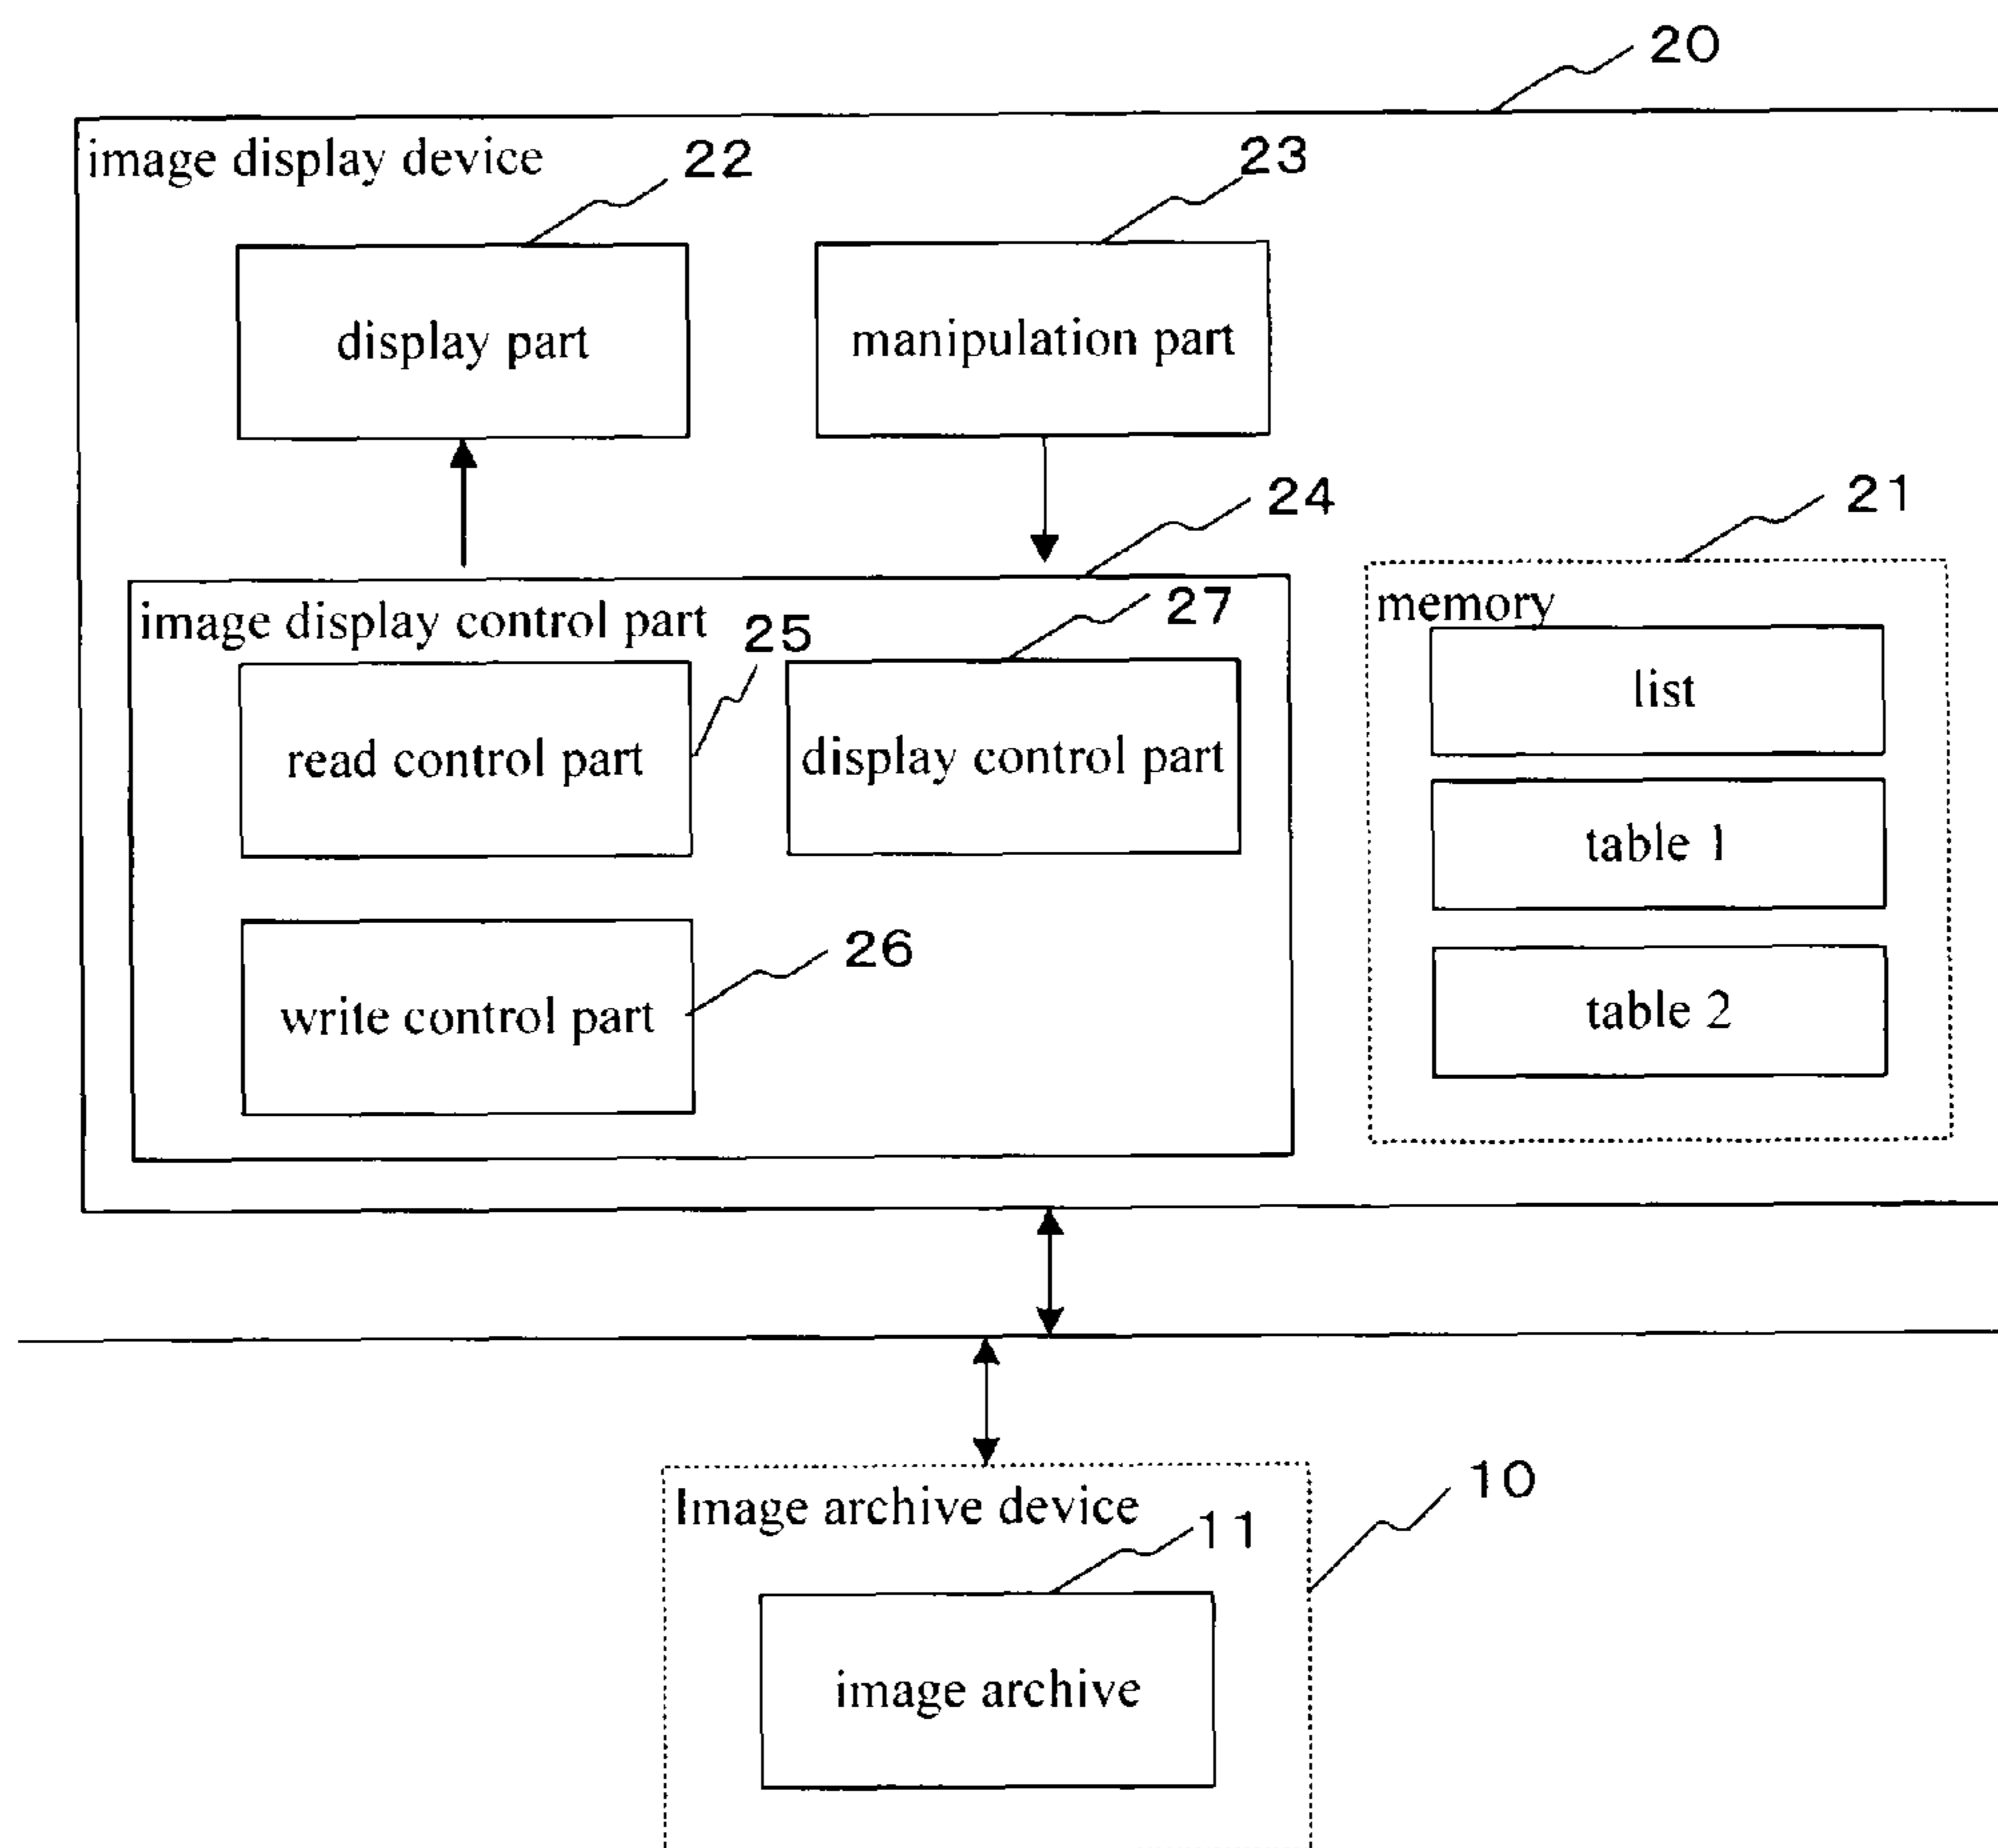 20
image display device
22
23
display part
manipulation part
24
21
image display control part
25
27
memory
read control part
display control part
list
table 1
26
write control part
table 2
10
Image archive device
11
image archive